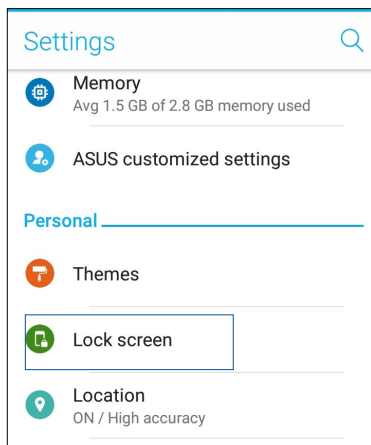 Settings
Memory
Avg 1.5 GB of 2.8 GB memory used
ASUS customized settings
Personal
Themes
Lock screen
Location
ON / High accuracy